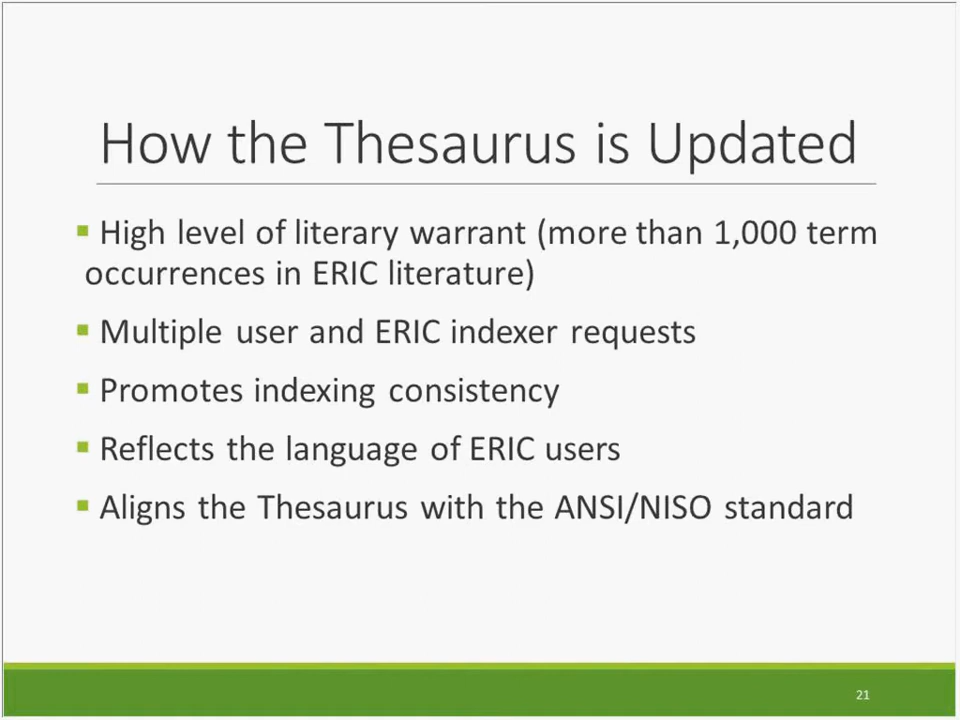 How the Thesaurus is Updated
▪ High level of literary warrant (more than 1,000 term
occurrences in ERIC literature)
▪ Multiple user and ERIC indexer requests
▪ Promotes indexing consistency
▪ Reflects the language of ERIC users
▪ Aligns the Thesaurus with the ANSI/NISO standard
21